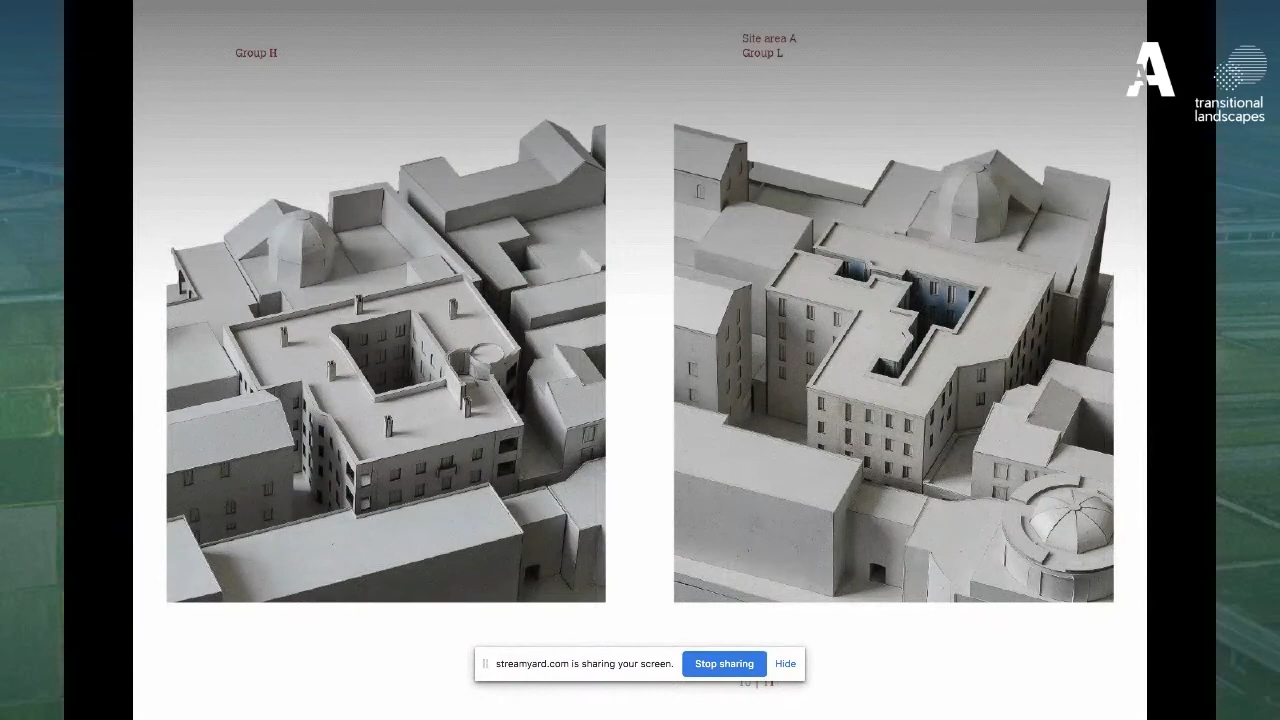 Group H
Site area A
Group L
A
transitional
landscapes
streamyard.com is sharing your screen.
Stop sharing
Hide